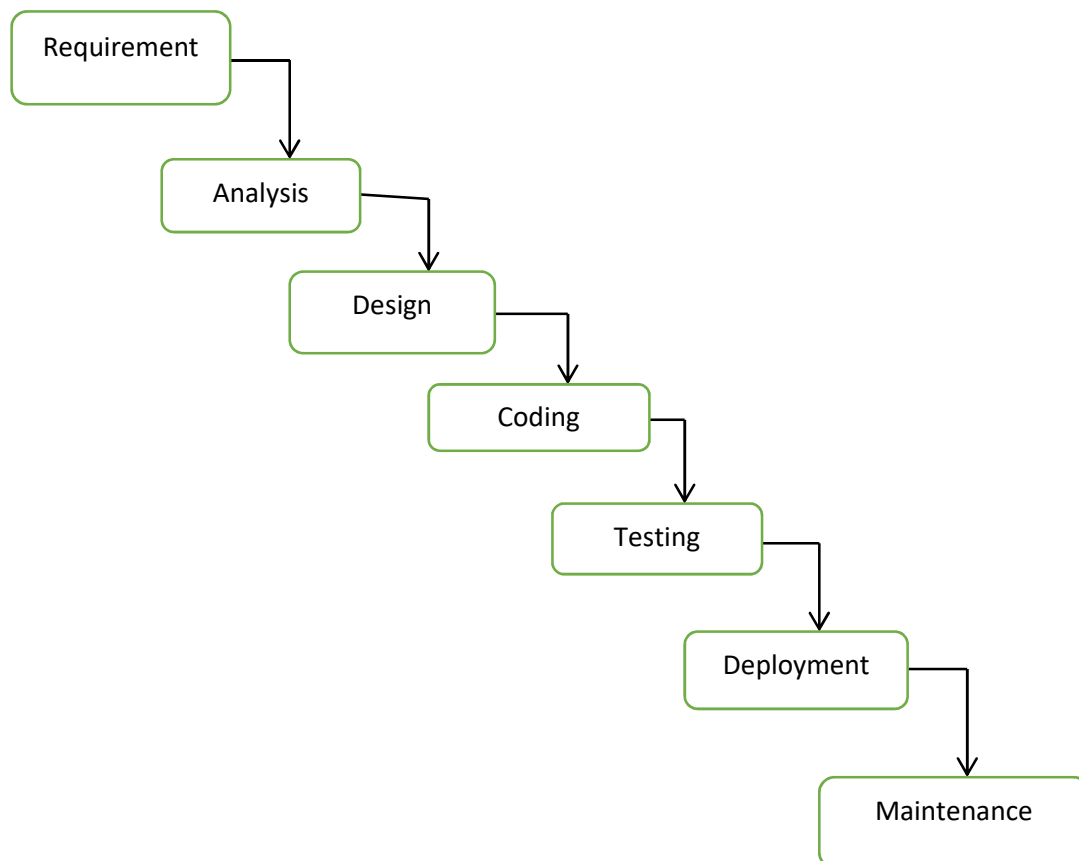 Requirement
Analysis
Design
Coding
Testing
Deployment
Maintenance